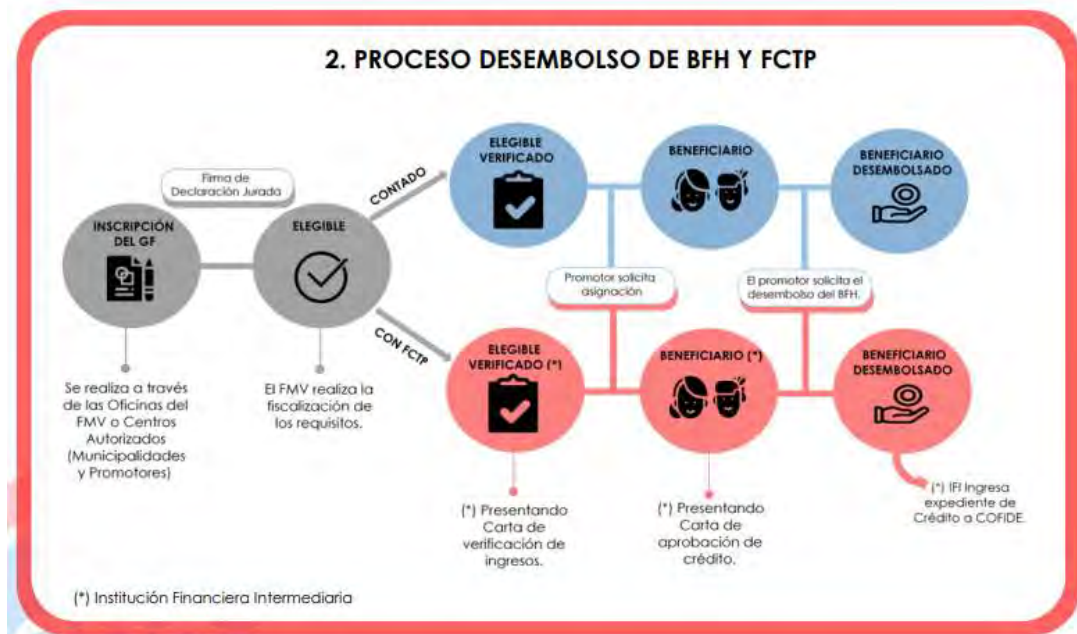 2. PROCESO DESEMBOLSO DE BFH Y FCTP
Firma de
Declaración Jurada
INSCRIPCIÓN
DEL GF
Se realiza a través
de las Oficinas del
FMV o Centros
Autorizados
(Municipalidades
y Promotores)
ELEGIBLE
El FMV realiza la
fiscalización de
los requisitos.
CONTADO
ELEGIBLE
VERIFICADO
BENEFICIARIO
BENEFICIARIO
DESEMBOLSADO
Promotor solicita
asignación
El promotor solicita el
desembolso del BFH.
CON FCTP
ELEGIBLE
VERIFICADO (*)
BENEFICIARIO (*)
BENEFICIARIO
DESEMBOLSADO
(*) Presentando
Carta de
verificación de
ingresos.
(*) Presentando
Carta de
aprobación de
crédito.
(*) IFI Ingresa
expediente de
Crédito a COFIDE.
(*) Institución Financiera Intermediaria